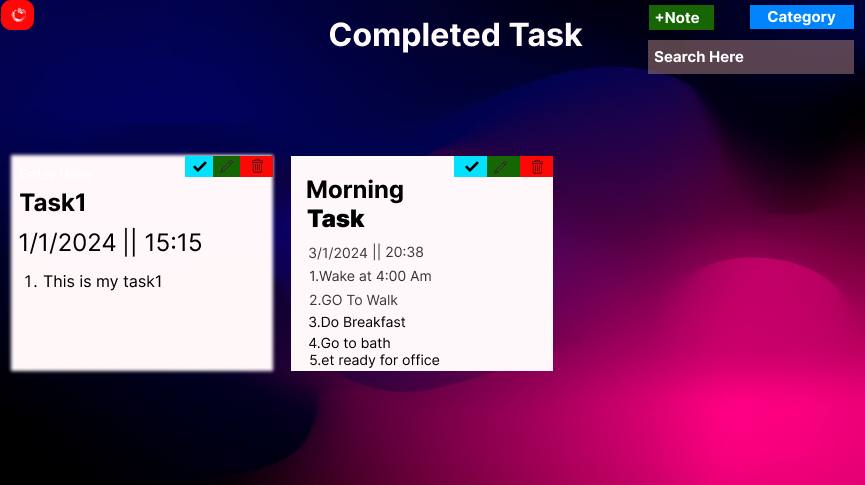 Completed Task
+Note
Category
Search Here
Task1
1/1/2024 || 15:15
1. This is my task1
Morning
Task
3/1/2024 || 20:38
1.Wake at 4:00 Am
2.GO To Walk
3.Do Breakfast
4.Go to bath
5.et ready for office